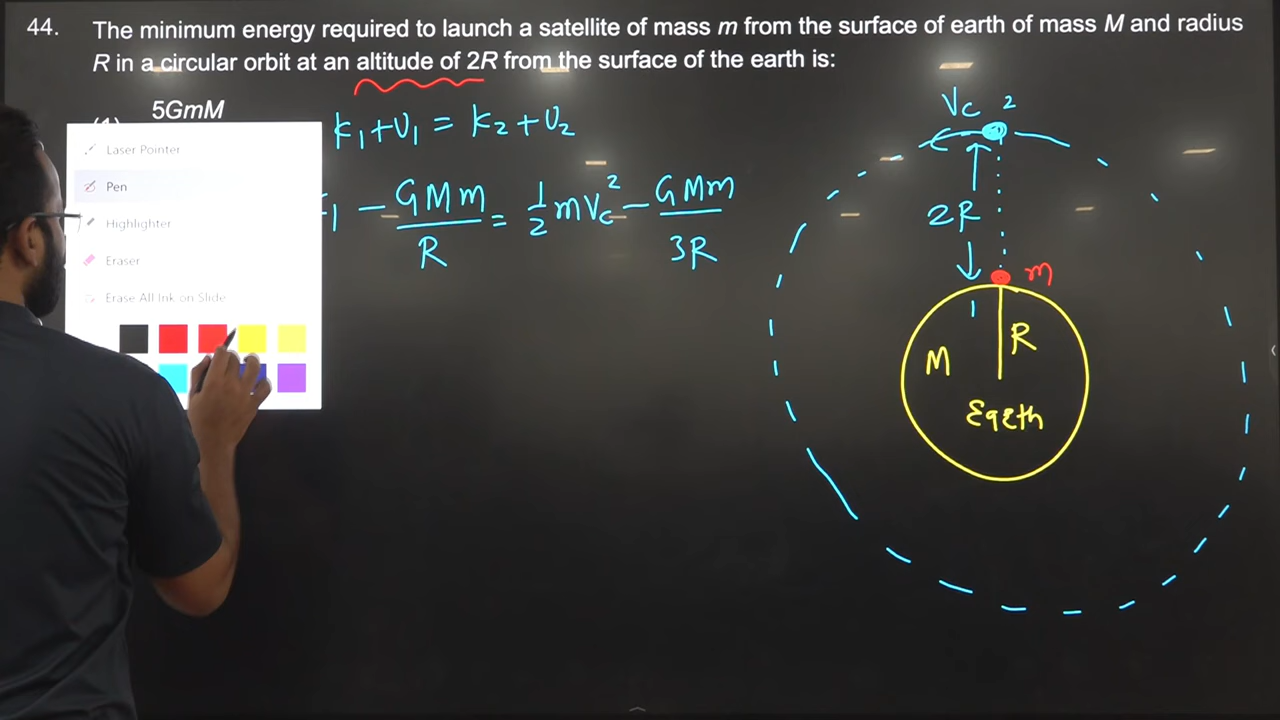 44. The minimum energy required to launch a satellite of mass m from the surface of earth of mass M and radius
R in a circular orbit at an altitude of 2R from the surface of the earth is:
5GmM
Laser Pointer
Pen
Highlighter
Eraser
Erase All Ink on Slide
k₁+U₁ = k₂+U₂
₁ - GMm/R = 1/2 mVc² - GMm/3R
Vc 2
2R
m
M
R
Earth